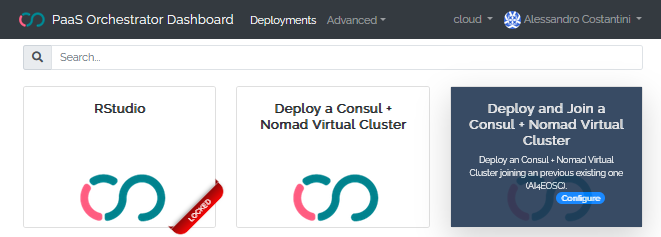 PaaS Orchestrator Dashboard Deployments Advanced cloud Alessandro Costantini
Search...
RStudio
LOCKED
Deploy a Consul +
Nomad Virtual Cluster
Deploy and Join a
Consul + Nomad Virtual
Cluster
Deploy an Consul + Nomad Virtual
Cluster joining an previous existing one
(AI4EOSC).
Configure